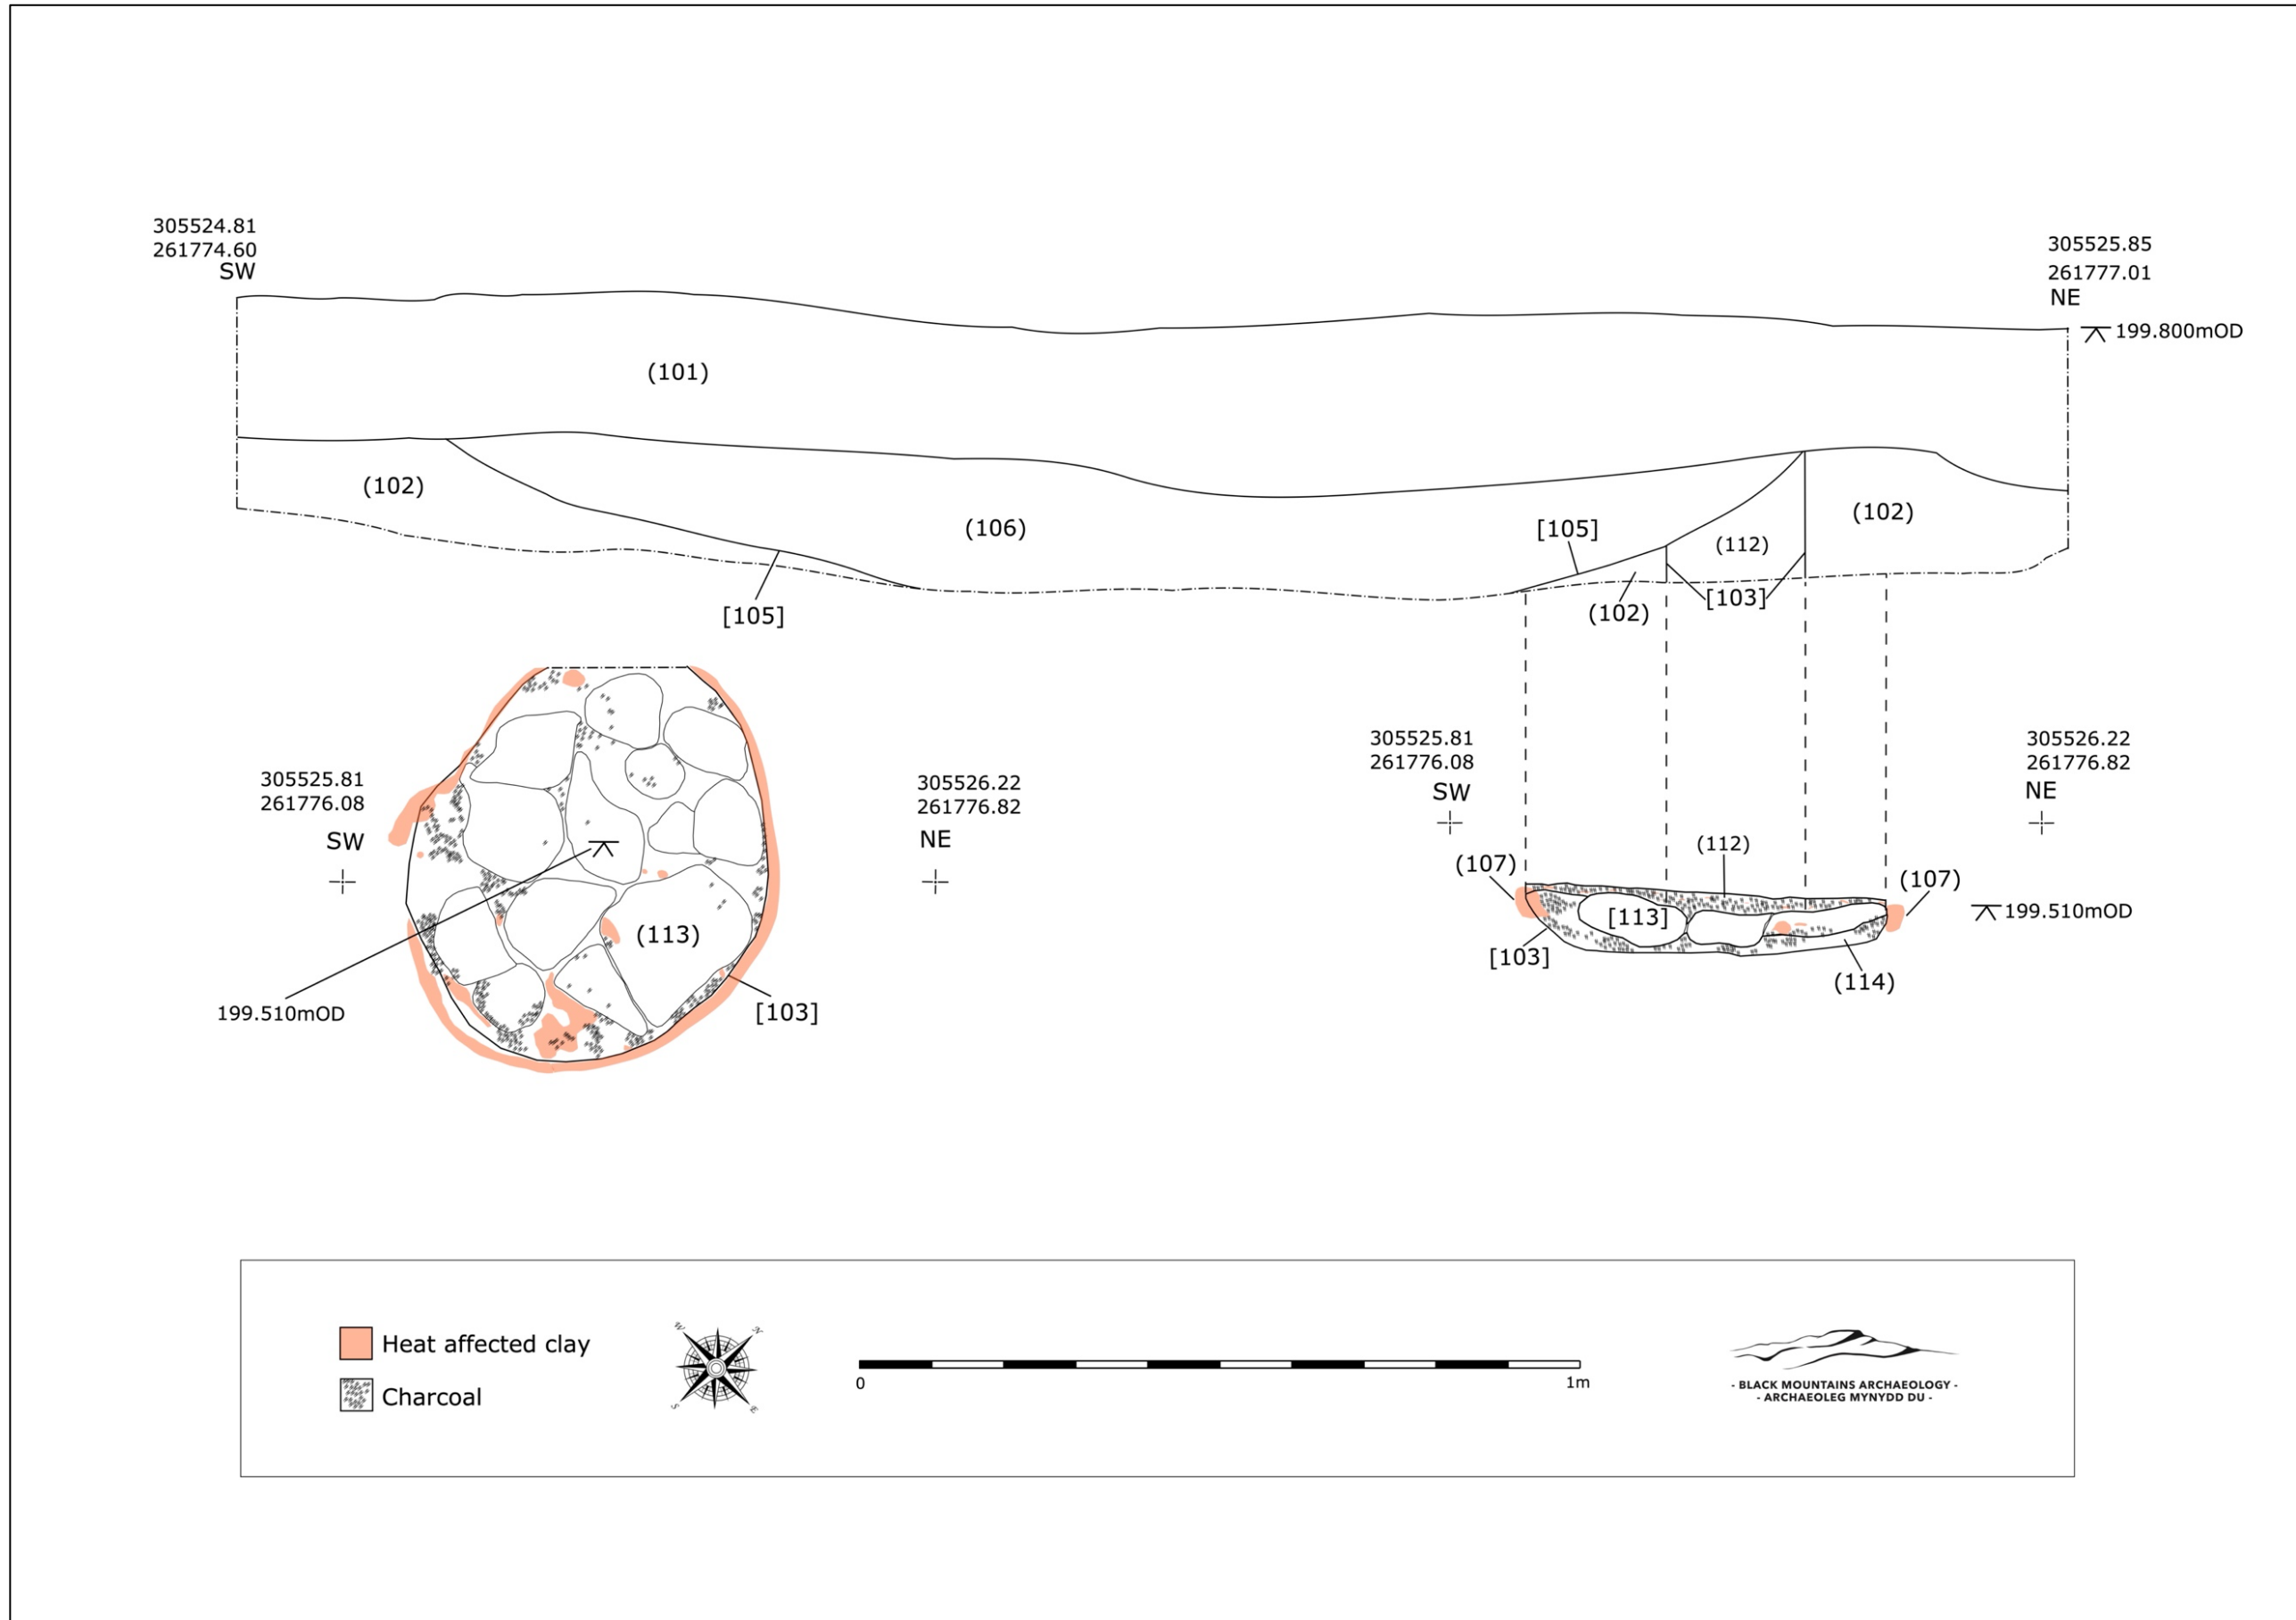 305524.81
261774.60
SW
305525.85
261777.01
NE
199.800mOD
(101)
(102)
(106)
[105]
(112)
(102)
[105]
(102)
[103]
305525.81
261776.08
SW
305526.22
261776.82
NE
(113)
[103]
199.510mOD
305525.81
261776.08
SW
305526.22
261776.82
NE
(107)
(112)
(107)
[113]
199.510mOD
[103]
(114)
Heat affected clay
Charcoal
W
N
S
E
0
1m
- BLACK MOUNTAINS ARCHAEOLOGY -
- ARCHAEOLEG MYNYDD DU -